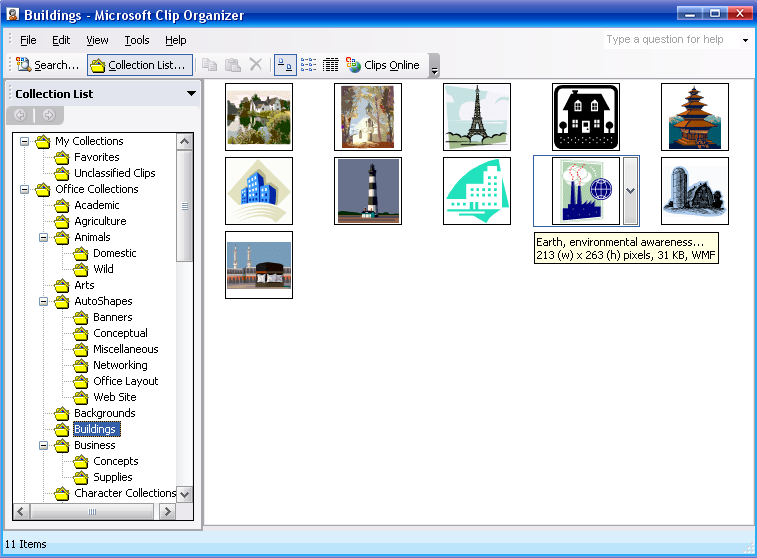 Buildings - Microsoft Clip Organizer
File Edit View Tools Help Type a question for help
Search... Collection List... Clips Online
Collection List
My Collections
Favorites
Unclassified Clips
Office Collections
Academic
Agriculture
Animals
Domestic
Wild
Arts
AutoShapes
Banners
Conceptual
Miscellaneous
Networking
Office Layout
Web Site
Backgrounds
Buildings
Business
Concepts
Supplies
Character Collections
Earth, environmental awareness...
213 (w) x 263 (h) pixels, 31 KB, WMF
11 Items